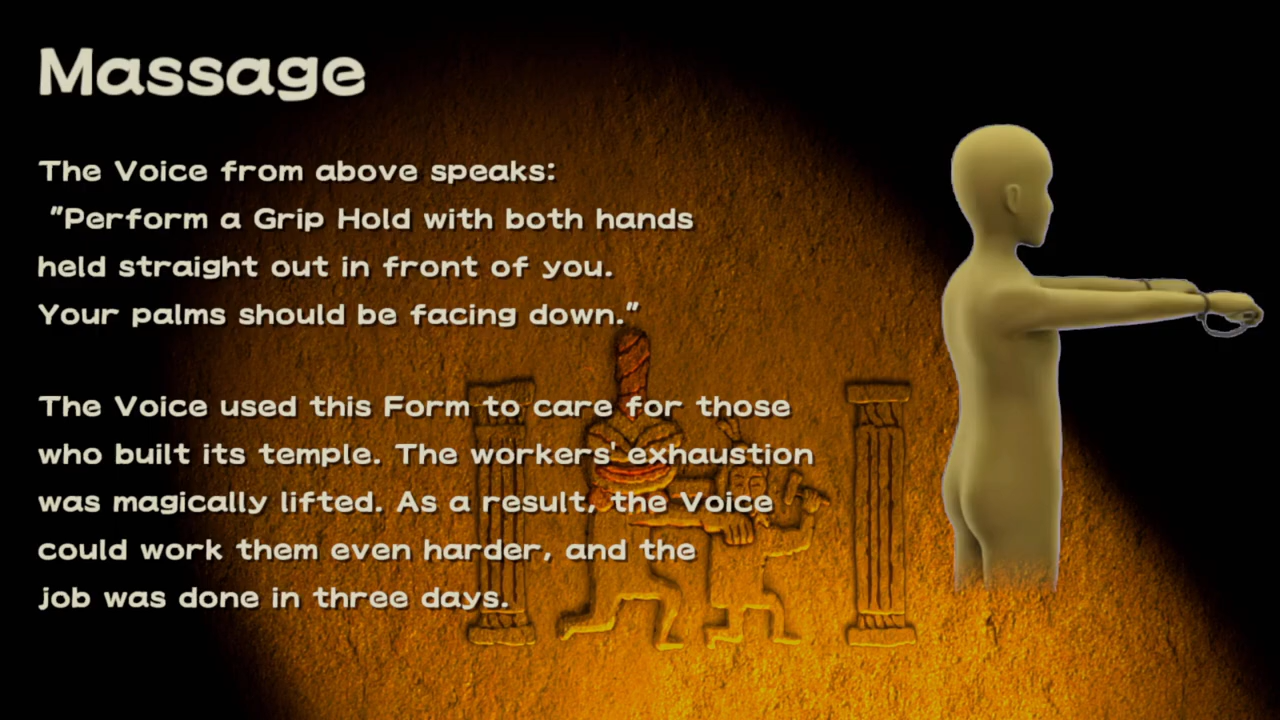 Massage
The Voice from above speaks:
"Perform a Grip Hold with both hands
held straight out in front of you.
Your palms should be facing down."
The Voice used this Form to care for those
who built its temple. The workers' exhaustion
was magically lifted. As a result, the Voice
could work them even harder, and the
job was done in three days.